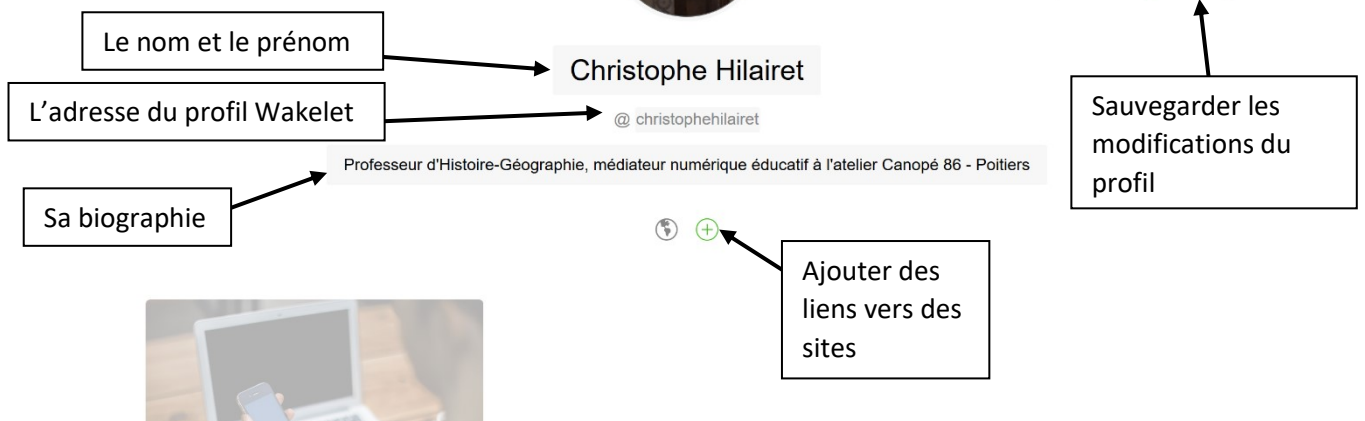 Le nom et le prénom
Christophe Hilairet
L'adresse du profil Wakelet
@ christophehilairet
Sauvegarder les
modifications du
profil
Professeur d'Histoire-Géographie, médiateur numérique éducatif à l'atelier Canopé 86 - Poitiers
Sa biographie
Ajouter des
liens vers des
sites